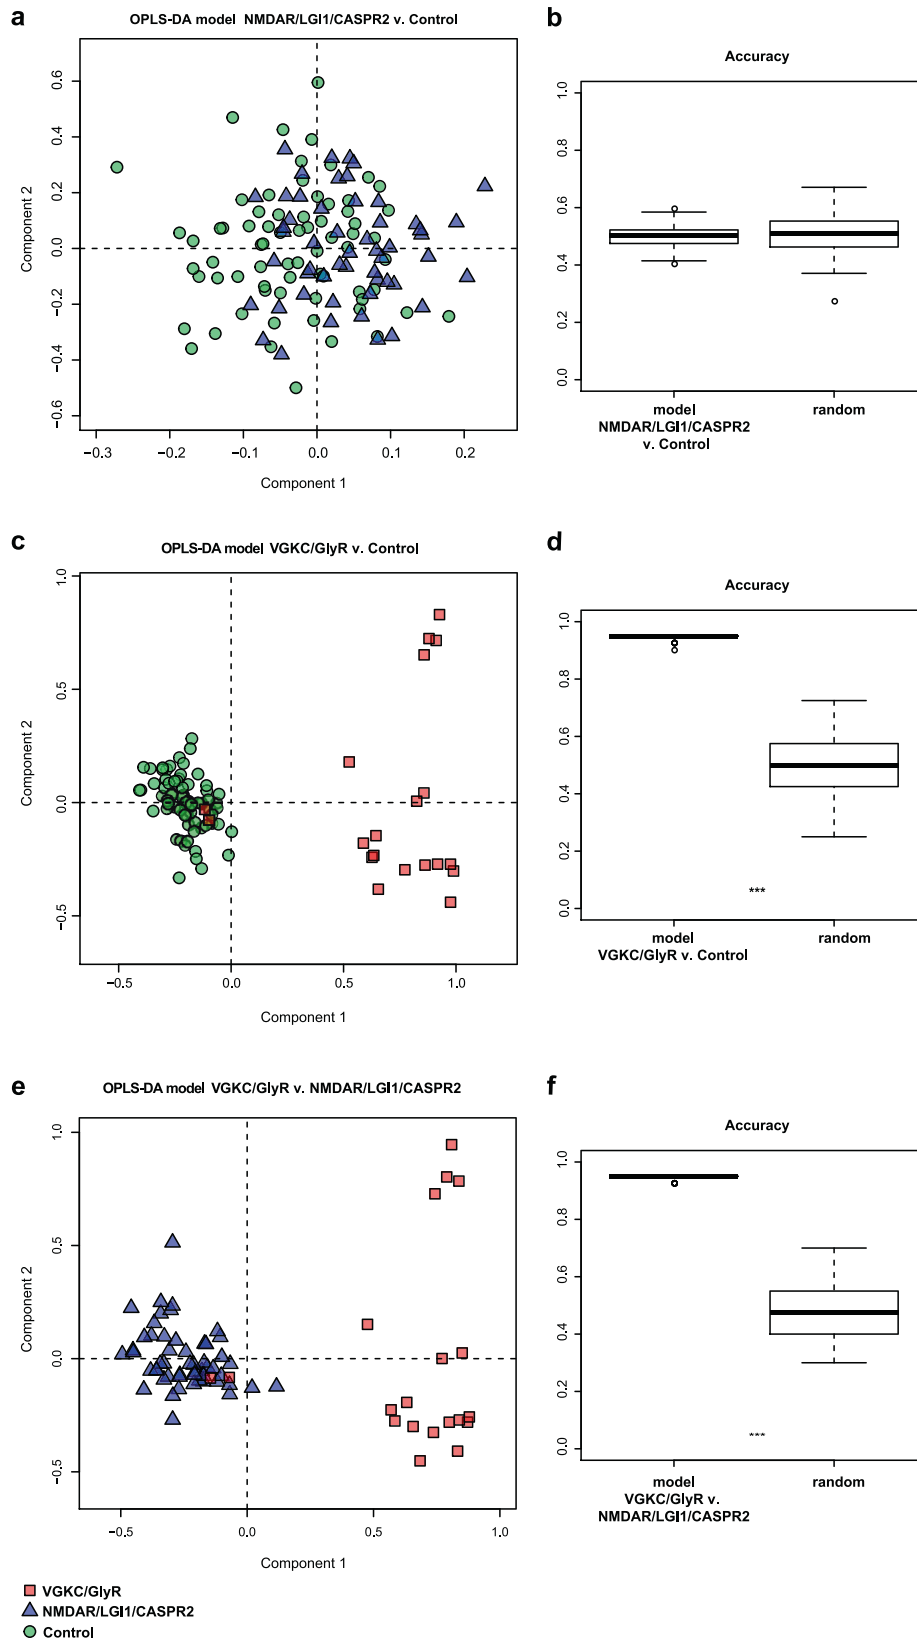 a
OPLS-DA model NMDAR/LGI1/CASPR2 v. Control
Component 2
0.6
0.4
0.2
0.0
−0.2
−0.4
−0.6
−0.3
−0.2
−0.1
0.0
0.1
0.2
Component 1
b
Accuracy
1.0
0.8
0.6
0.4
0.2
0.0
model
NMDAR/LGI1/CASPR2
v. Control
random
c
OPLS-DA model VGKC/GlyR v. Control
Component 2
1.0
0.5
0.0
−0.5
−0.5
0.0
0.5
1.0
Component 1
d
Accuracy
1.0
0.8
0.6
0.4
0.2
0.0
***
model
VGKC/GlyR v. Control
random
e
OPLS-DA model VGKC/GlyR v. NMDAR/LGI1/CASPR2
Component 2
1.0
0.5
0.0
−0.5
−0.5
0.0
0.5
1.0
Component 1
f
Accuracy
1.0
0.8
0.6
0.4
0.2
0.0
***
model
VGKC/GlyR v.
NMDAR/LGI1/CASPR2
random
VGKC/GlyR
NMDAR/LGI1/CASPR2
Control